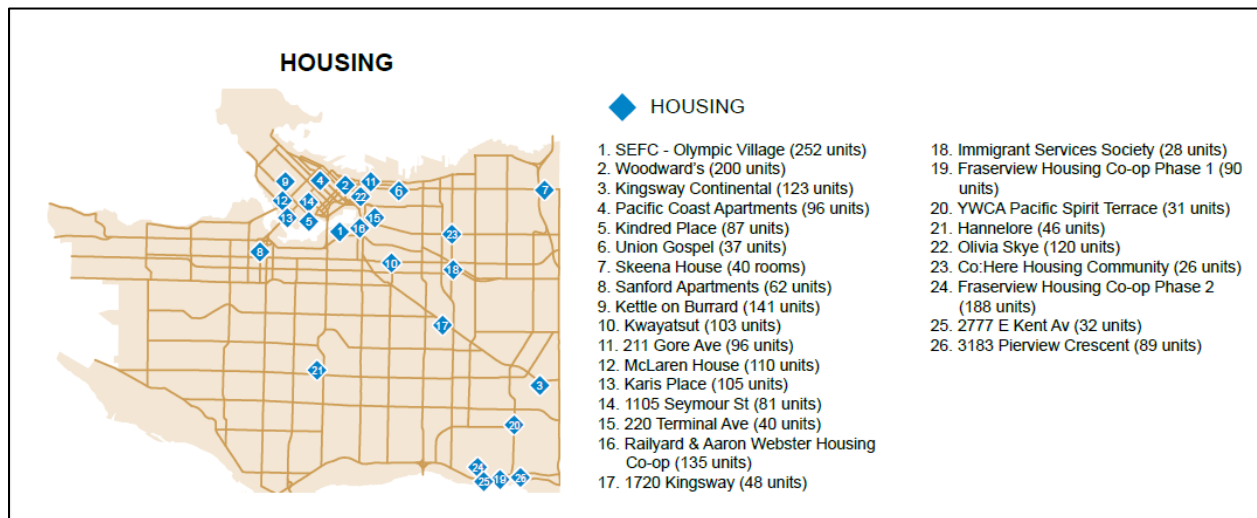 HOUSING
9
4
2
11
6
7
12
14
22
13
5
15
1
16
23
8
10
18
17
21
3
20
24
25
19
26
HOUSING
1. SEFC - Olympic Village (252 units)
2. Woodward's (200 units)
3. Kingsway Continental (123 units)
4. Pacific Coast Apartments (96 units)
5. Kindred Place (87 units)
6. Union Gospel (37 units)
7. Skeena House (40 rooms)
8. Sanford Apartments (62 units)
9. Kettle on Burrard (141 units)
10. Kwayatsut (103 units)
11. 211 Gore Ave (96 units)
12. McLaren House (110 units)
13. Karis Place (105 units)
14. 1105 Seymour St (81 units)
15. 220 Terminal Ave (40 units)
16. Railyard & Aaron Webster Housing
Co-op (135 units)
17. 1720 Kingsway (48 units)
18. Immigrant Services Society (28 units)
19. Fraserview Housing Co-op Phase 1 (90
units)
20. YWCA Pacific Spirit Terrace (31 units)
21. Hannelore (46 units)
22. Olivia Skye (120 units)
23. Co:Here Housing Community (26 units)
24. Fraserview Housing Co-op Phase 2
(188 units)
25. 2777 E Kent Av (32 units)
26. 3183 Pierview Crescent (89 units)